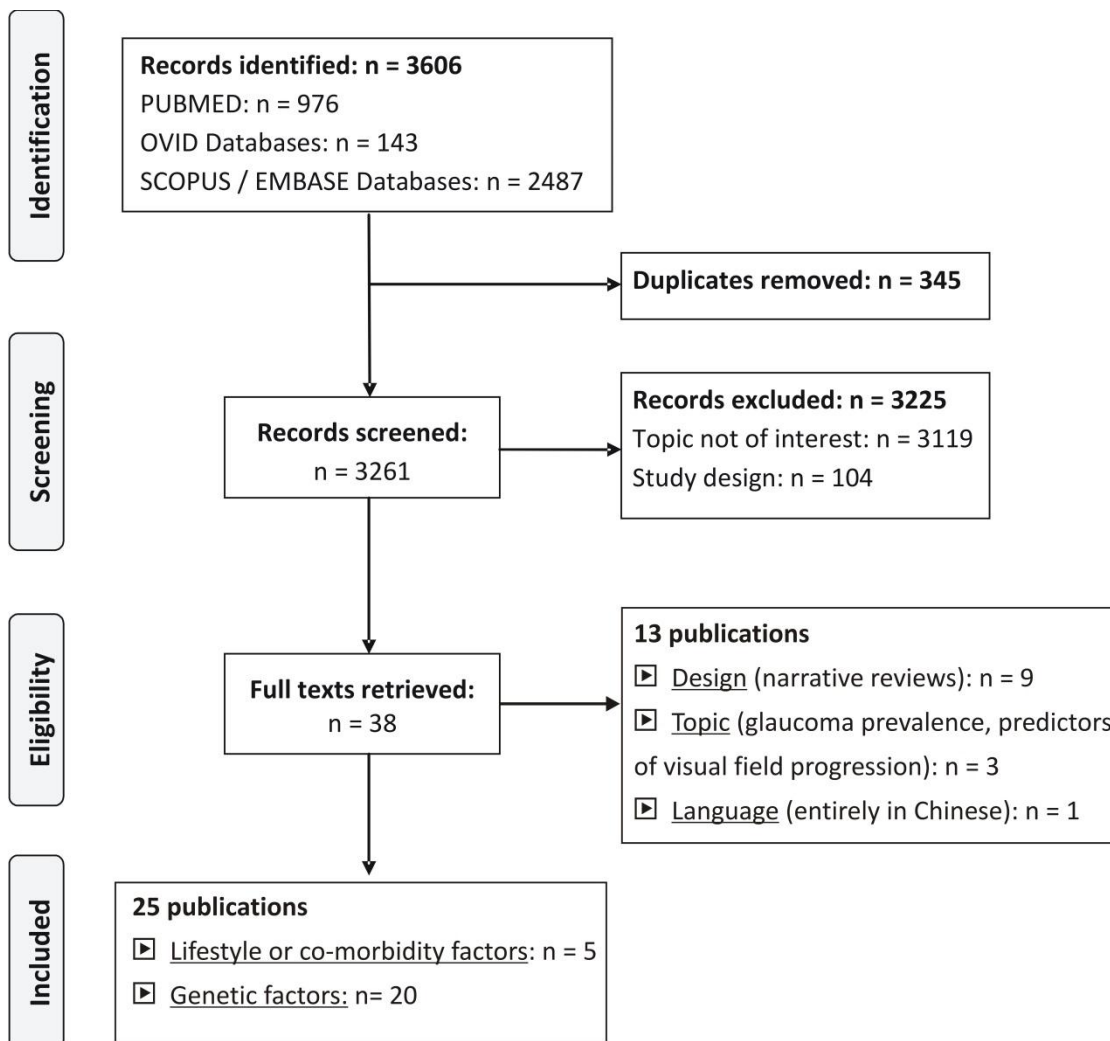 Identification
Records identified: n = 3606
PUBMED: n = 976
OVID Databases: n = 143
SCOPUS / EMBASE Databases: n = 2487
Duplicates removed: n = 345
Screening
Records screened:
n = 3261
Records excluded: n = 3225
Topic not of interest: n = 3119
Study design: n = 104
Eligibility
Full texts retrieved:
n = 38
13 publications
Design (narrative reviews): n = 9
Topic (glaucoma prevalence, predictors
of visual field progression): n = 3
Language (entirely in Chinese): n = 1
Included
25 publications
Lifestyle or co-morbidity factors: n = 5
Genetic factors: n= 20